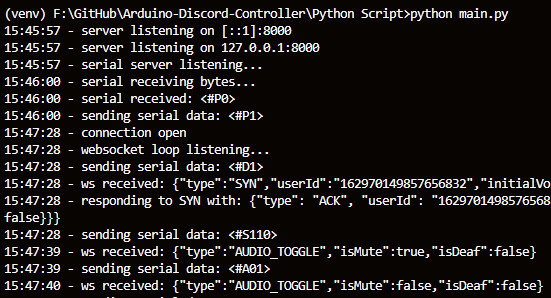 (venv) F:\GitHub\Arduino-Discord-Controller\Python Script>python main.py
15:45:57 - server listening on [::1]:8000
15:45:57 - server listening on 127.0.0.1:8000
15:45:57 - serial server listening...
15:46:00 - serial receiving bytes...
15:46:00 - serial received: <#P0>
15:46:00 - sending serial data: <#P1>
15:47:28 - connection open
15:47:28 - websocket loop listening...
15:47:28 - sending serial data: <#D1>
15:47:28 - ws received: {"type":"SYN","userId":"162970149857656832","initialVo
15:47:28 - responding to SYN with: {"type": "ACK", "userId": "1629701498576568
false}}}
15:47:28 - sending serial data: <#S110>
15:47:39 - ws received: {"type":"AUDIO_TOGGLE","isMute":true,"isDeaf":false}
15:47:39 - sending serial data: <#A01>
15:47:40 - ws received: {"type":"AUDIO_TOGGLE","isMute":false,"isDeaf":false}